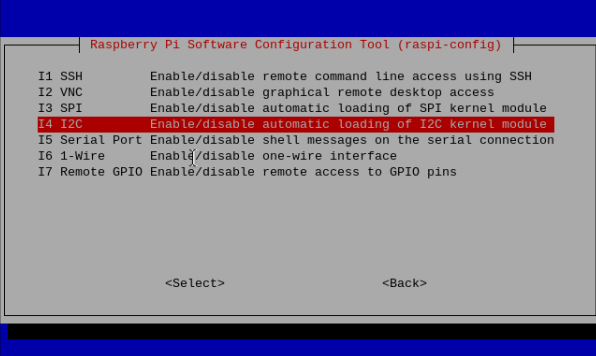 Raspberry Pi Software Configuration Tool (raspi-config)
I1 SSH Enable/disable remote command line access using SSH
I2 VNC Enable/disable graphical remote desktop access
I3 SPI Enable/disable automatic loading of SPI kernel module
I4 I2C Enable/disable automatic loading of I2C kernel module
I5 Serial Port Enable/disable shell messages on the serial connection
I6 1-Wire Enable/disable one-wire interface
I7 Remote GPIO Enable/disable remote access to GPIO pins
<Select> <Back>